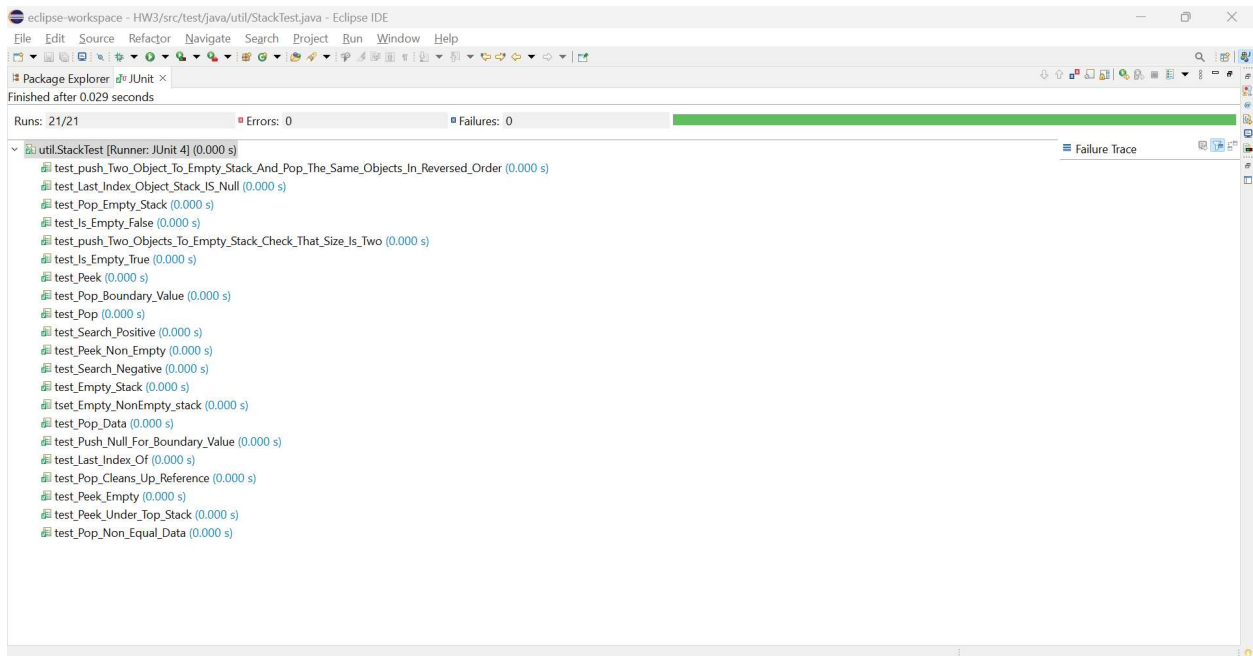 eclipse-workspace - HW3/src/test/java/util/StackTest.java - Eclipse IDE
File Edit Source Refactor Navigate Search Project Run Window Help
Package Explorer JUnit
Finished after 0.029 seconds
Runs: 21/21 Errors: 0 Failures: 0
util.StackTest [Runner: JUnit 4] (0.000 s) Failure Trace
test_push_Two_Object_To_Empty_Stack_And_Pop_The_Same_Objects_In_Reversed_Order (0.000 s)
test_Last_Index_Object_Stack_IS_Null (0.000 s)
test_Pop_Empty_Stack (0.000 s)
test_Is_Empty_False (0.000 s)
test_push_Two_Objects_To_Empty_Stack_Check_That_Size_Is_Two (0.000 s)
test_Is_Empty_True (0.000 s)
test_Peek (0.000 s)
test_Pop_Boundary_Value (0.000 s)
test_Pop (0.000 s)
test_Search_Positive (0.000 s)
test_Peek_Non_Empty (0.000 s)
test_Search_Negative (0.000 s)
test_Empty_Stack (0.000 s)
tset_Empty_NonEmpty_stack (0.000 s)
test_Pop_Data (0.000 s)
test_Push_Null_For_Boundary_Value (0.000 s)
test_Last_Index_Of (0.000 s)
test_Pop_Cleans_Up_Reference (0.000 s)
test_Peek_Empty (0.000 s)
test_Peek_Under_Top_Stack (0.000 s)
test_Pop_Non_Equal_Data (0.000 s)